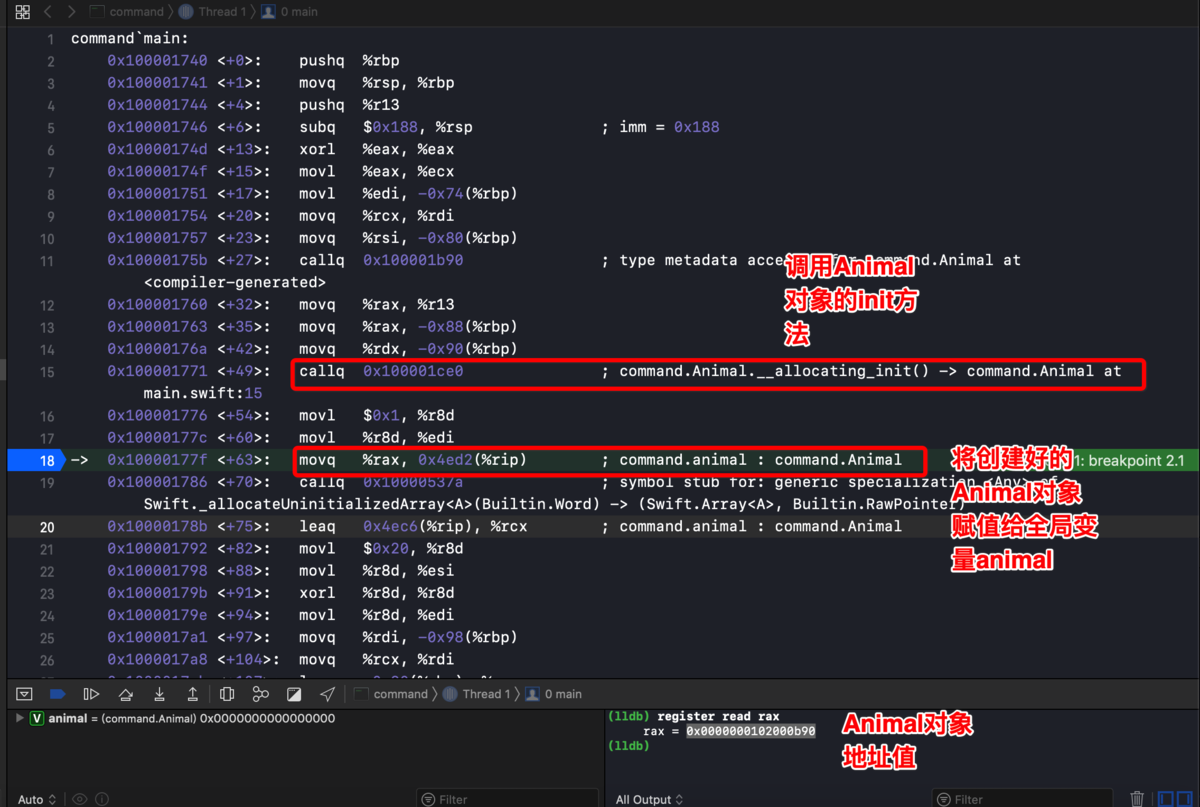 command 〉 Thread 1 〉 0 main
1 command`main:
2 0x100001740 <+0>: pushq %rbp
3 0x100001741 <+1>: movq %rsp, %rbp
4 0x100001744 <+4>: pushq %r13
5 0x100001746 <+6>: subq $0x188, %rsp ; imm = 0x188
6 0x10000174d <+13>: xorl %eax, %eax
7 0x10000174f <+15>: movl %eax, %ecx
8 0x100001751 <+17>: movl %edi, -0x74(%rbp)
9 0x100001754 <+20>: movq %rcx, %rdi
10 0x100001757 <+23>: movq %rsi, -0x80(%rbp)
11 0x10000175b <+27>: callq 0x100001b90 ; type metadata command.Animal at
<compiler-generated>
调用Animal
对象的init方
法
12 0x100001760 <+32>: movq %rax, %r13
13 0x100001763 <+35>: movq %rax, -0x88(%rbp)
14 0x10000176a <+42>: movq %rdx, -0x90(%rbp)
15 0x100001771 <+49>: callq 0x100001ce0 ; command.Animal.__allocating_init() -> command.Animal at
main.swift:15
16 0x100001776 <+54>: movl $0x1, %r8d
17 0x10000177c <+60>: movl %r8d, %edi
18 -> 0x10000177f <+63>: movq %rax, 0x4ed2(%rip) ; command.animal : command.Animal 1: breakpoint 2.1
19 0x100001786 <+70>: callq 0x10000537a ; symbol stub for: generic specialization <Any> of
Swift._allocateUninitializedArray<A>(Builtin.Word) -> (Swift.Array<A>, Builtin.RawPointer)
20 0x10000178b <+75>: leaq 0x4ec6(%rip), %rcx ; command.animal : command.Animal
将创建好的
Animal对象
赋值给全局变
量animal
21 0x100001792 <+82>: movl $0x20, %r8d
22 0x100001798 <+88>: movl %r8d, %esi
23 0x10000179b <+91>: xorl %r8d, %r8d
24 0x10000179e <+94>: movl %r8d, %edi
25 0x1000017a1 <+97>: movq %rdi, -0x98(%rbp)
26 0x1000017a8 <+104>: movq %rcx, %rdi
command 〉 Thread 1 〉 0 main
V animal = (command.Animal) 0x0000000000000000
(lldb) register read rax
rax = 0x0000000102000b90
(lldb)
Animal对象
地址值
Auto
Filter
All Output
Filter